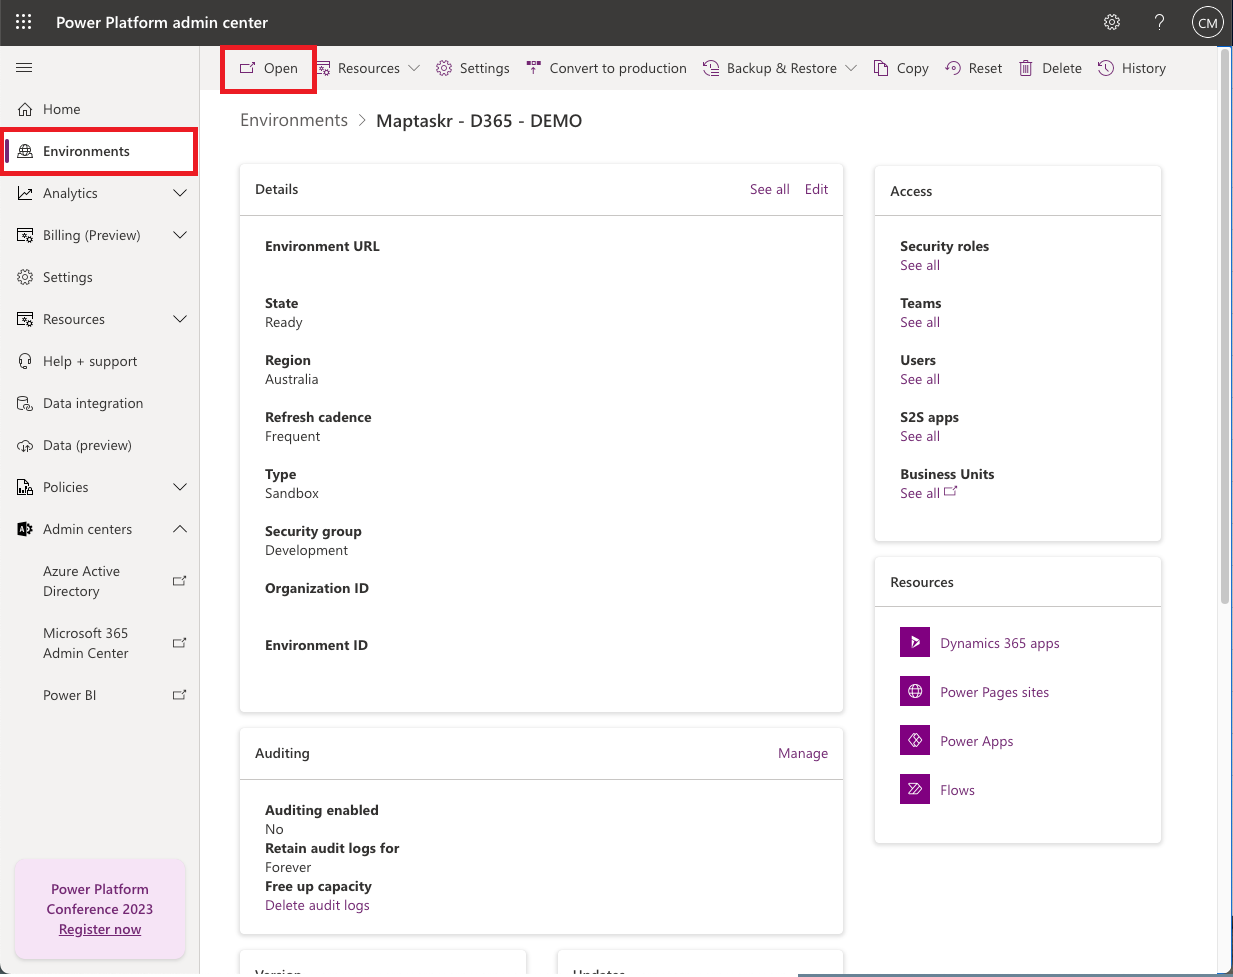 Power Platform admin center
?
CM
Open
Resources
Settings
Convert to production
Backup & Restore
Copy
Reset
Delete
History
Home
Environments
Analytics
Billing (Preview)
Settings
Resources
Help + support
Data integration
Data (preview)
Policies
Admin centers
Azure Active
Directory
Microsoft 365
Admin Center
Power BI
Power Platform
Conference 2023
Register now
Environments > Maptaskr - D365 - DEMO
Details
See all
Edit
Environment URL
State
Ready
Region
Australia
Refresh cadence
Frequent
Type
Sandbox
Security group
Development
Organization ID
Environment ID
Auditing
Manage
Auditing enabled
No
Retain audit logs for
Forever
Free up capacity
Delete audit logs
Version
Updates
Access
Security roles
See all
Teams
See all
Users
See all
S2S apps
See all
Business Units
See all
Resources
Dynamics 365 apps
Power Pages sites
Power Apps
Flows